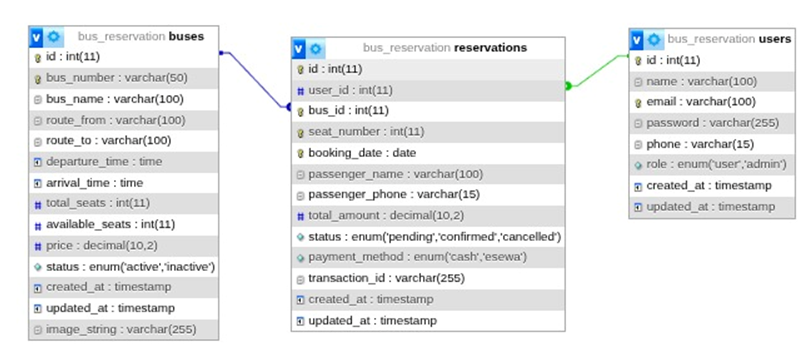 bus_reservation buses
id : int(11)
bus_number : varchar(50)
bus_name : varchar(100)
route_from : varchar(100)
route_to : varchar(100)
departure_time : time
arrival_time : time
total_seats : int(11)
available_seats : int(11)
price : decimal(10,2)
status : enum('active','inactive')
created_at : timestamp
updated_at : timestamp
image_string : varchar(255)
bus_reservation reservations
id : int(11)
user_id : int(11)
bus_id : int(11)
seat_number : int(11)
booking_date : date
passenger_name : varchar(100)
passenger_phone : varchar(15)
total_amount : decimal(10,2)
status : enum('pending','confirmed','cancelled')
payment_method : enum('cash','esewa')
transaction_id : varchar(255)
created_at : timestamp
updated_at : timestamp
bus_reservation users
id : int(11)
name : varchar(100)
email : varchar(100)
password : varchar(255)
phone : varchar(15)
role : enum('user','admin')
created_at : timestamp
updated_at : timestamp